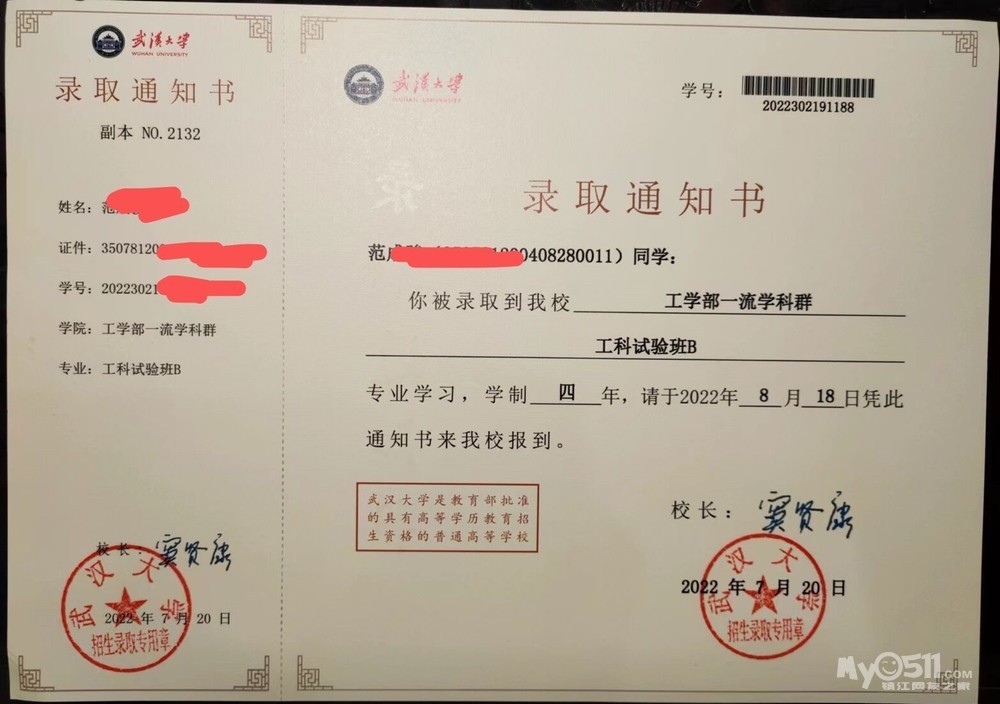 武汉大学
WUHAN UNIVERSITY
录取通知书
副本 NO.2132
姓名：范
证件：35078120
学号：20223021
学院：工学部一流学科群
专业：工科试验班B
校长：窦贤康
2022 年 7 月 20 日
武汉大学
招生录取专用章
武汉大学
WUHAN UNIVERSITY
学号：
2022302191188
录取通知书
范 0408280011）同学：
你被录取到我校 工学部一流学科群
工科试验班B
专业学习，学制 四 年，请于2022年 8 月 18 日凭此
通知书来我校报到。
武汉大学是教育部批准
的具有高等学历教育招
生资格的普通高等学校
校长：窦贤康
2022 年 7 月 20 日
武汉大学
招生录取专用章
My0511.COM
镇江网友之家